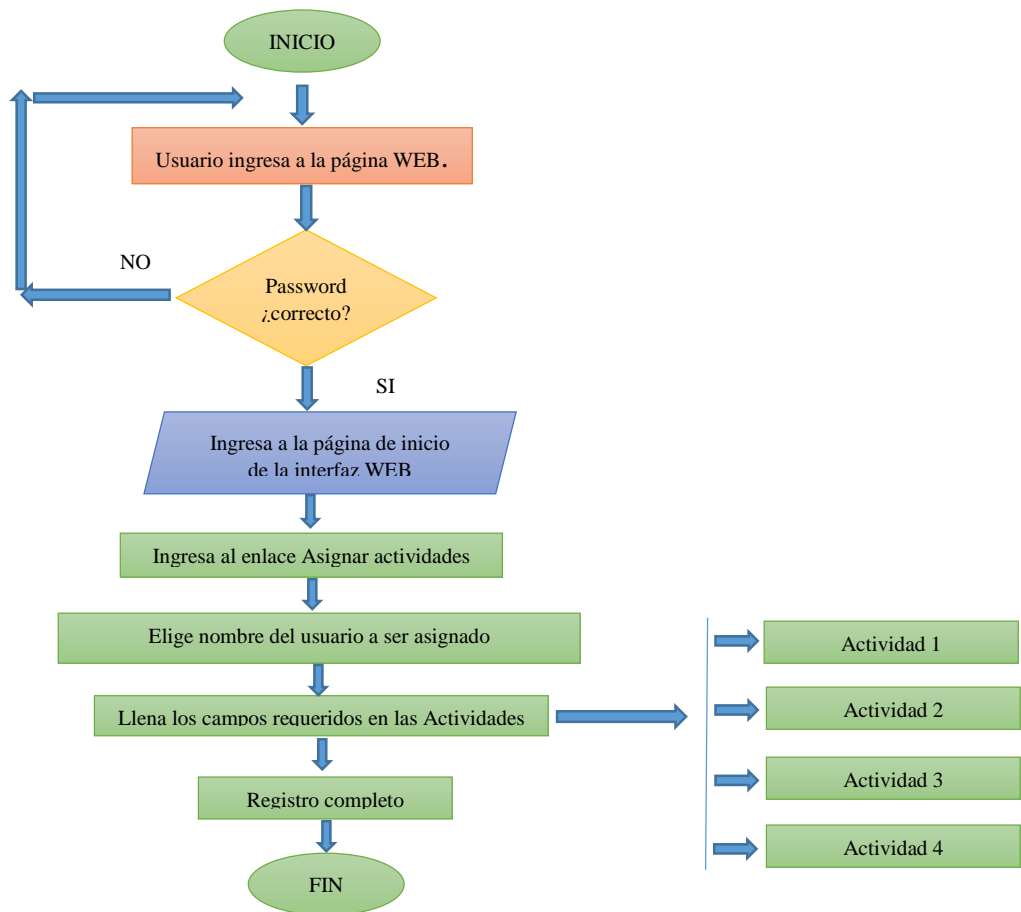 INICIO
Usuario ingresa a la página WEB.
NO
Password
¿correcto?
SI
Ingresa a la página de inicio
de la interfaz WEB
Ingresa al enlace Asignar actividades
Elige nombre del usuario a ser asignado
Llena los campos requeridos en las Actividades
Registro completo
FIN
Actividad 1
Actividad 2
Actividad 3
Actividad 4